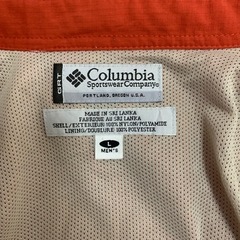 GRT
Columbia
Sportswear Company®
PORTLAND, OREGON U.S.A.
MADE IN SRI LANKA
FABRIQUE AU SRI LANKA
SHELL/EXTERIEUR 100% NYLON/POLYAMIDE
LINING/DOUBLURE 100% POLYESTER
L
MEN'S